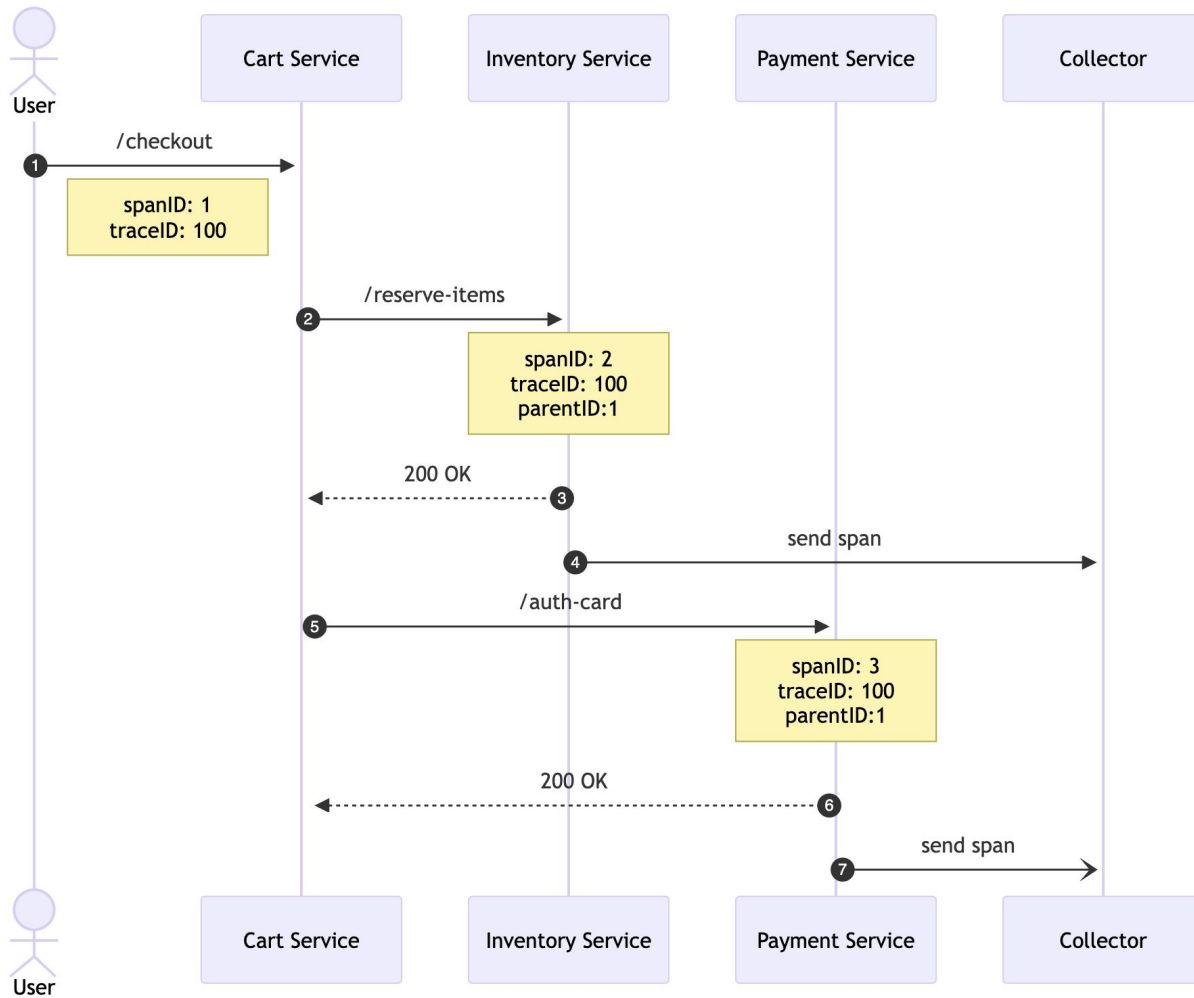 Cart Service
Inventory Service
Payment Service
Collector
User
/checkout
1
spanID: 1
traceID: 100
/reserve-items
2
spanID: 2
traceID: 100
parentID:1
200 OK
3
send span
4
/auth-card
5
spanID: 3
traceID: 100
parentID:1
200 OK
6
send span
7
Cart Service
Inventory Service
Payment Service
Collector
User